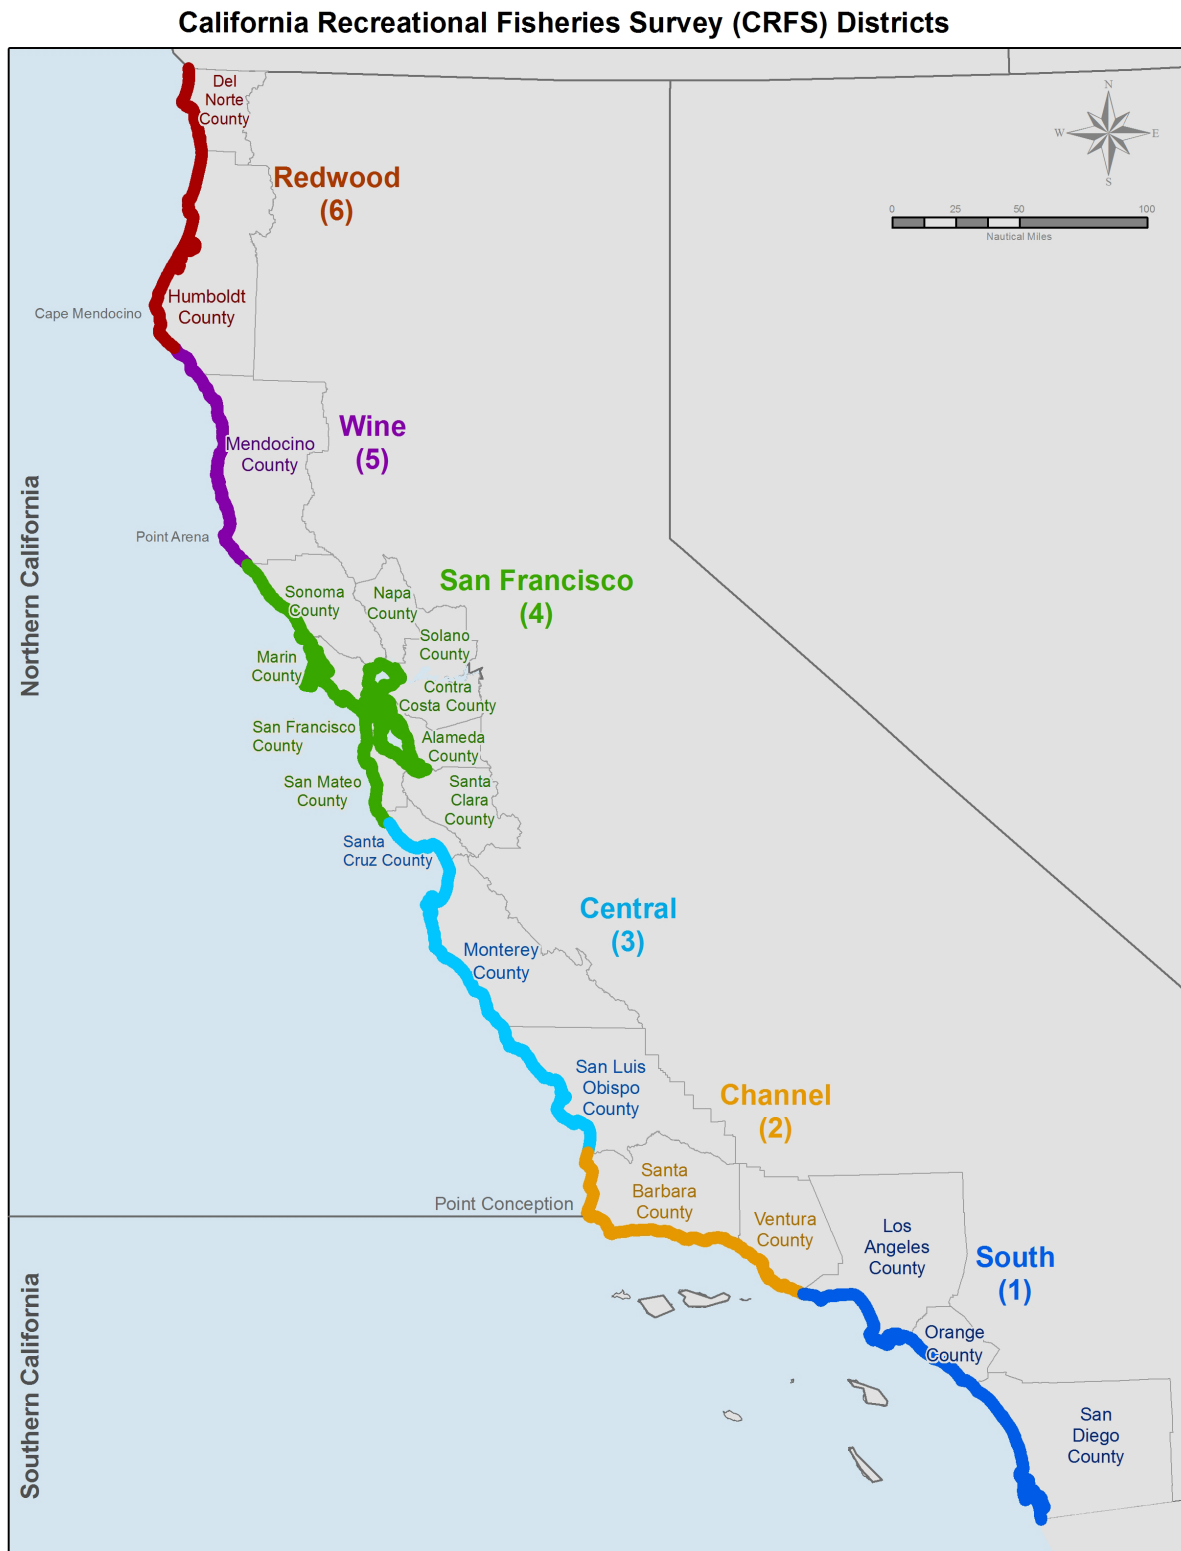 California Recreational Fisheries Survey (CRFS) Districts
Del
Norte
County
N
W
E
S
Redwood
(6)
0
25
50
100
Nautical Miles
Humboldt
County
Cape Mendocino
Wine
(5)
Mendocino
County
Northern California
Point Arena
San Francisco
(4)
Sonoma
County
Napa
County
Solano
County
Marin
County
Contra
Costa County
San Francisco
County
Alameda
County
San Mateo
County
Santa
Clara
County
Santa
Cruz County
Central
(3)
Monterey
County
San Luis
Obispo
County
Channel
(2)
Santa
Barbara
County
Point Conception
Ventura
County
Los
Angeles
County
South
(1)
Southern California
Orange
County
San
Diego
County